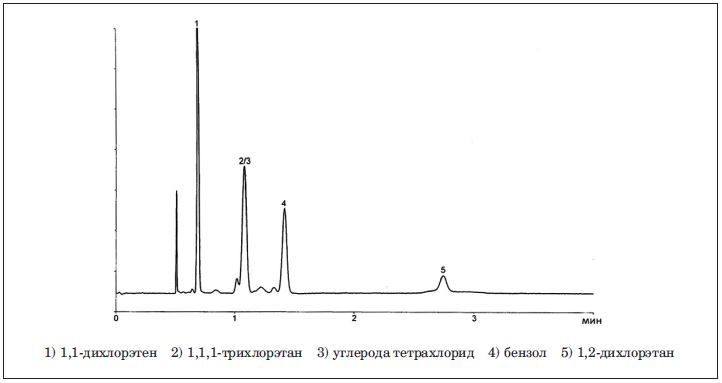 1
2/3
4
5
0 1 2 3 мин
1) 1,1-дихлорэтен 2) 1,1,1-трихлорэтан 3) углерода тетрахлорид 4) бензол 5) 1,2-дихлорэтан